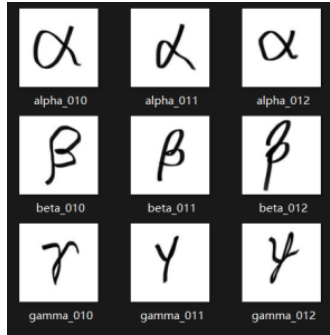 α α α
alpha_010 alpha_011 alpha_012
β β β
beta_010 beta_011 beta_012
γ γ γ
gamma_010 gamma_011 gamma_012